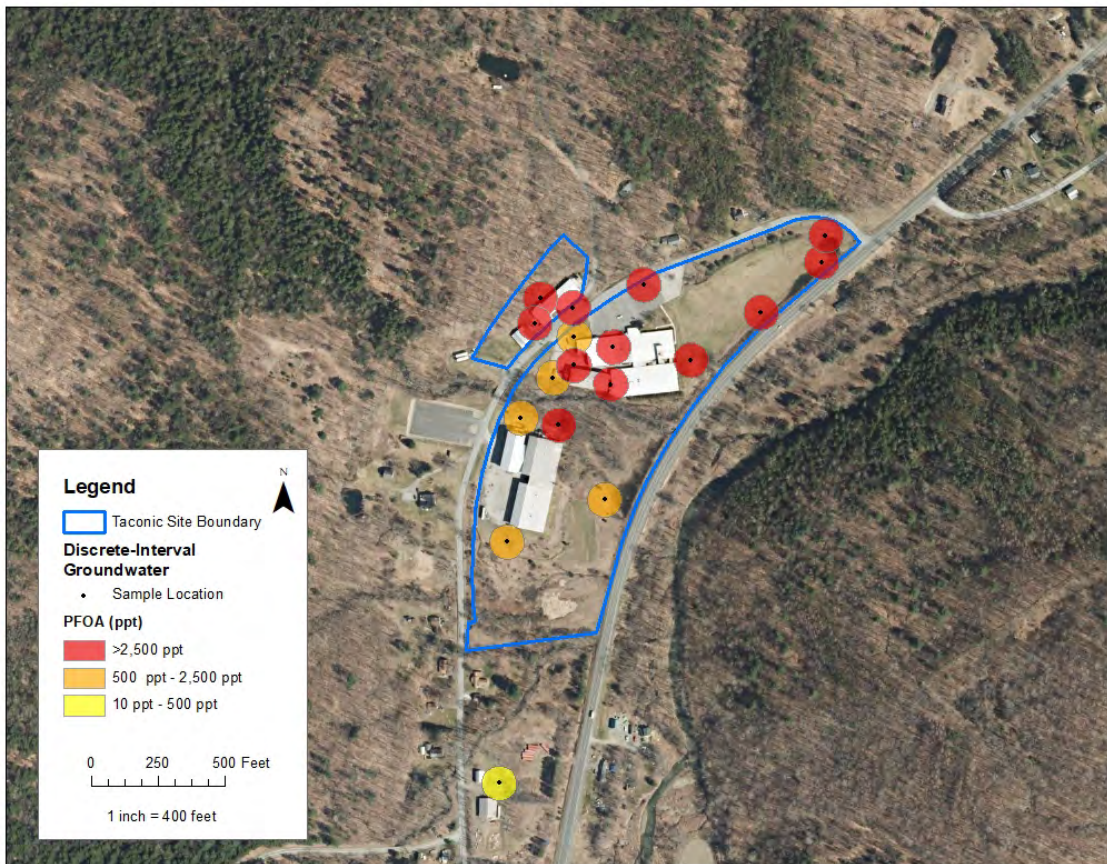 Legend
N
Taconic Site Boundary
Discrete-Interval
Groundwater
Sample Location
PFOA (ppt)
>2,500 ppt
500 ppt - 2,500 ppt
10 ppt - 500 ppt
0 250 500 Feet
1 inch = 400 feet